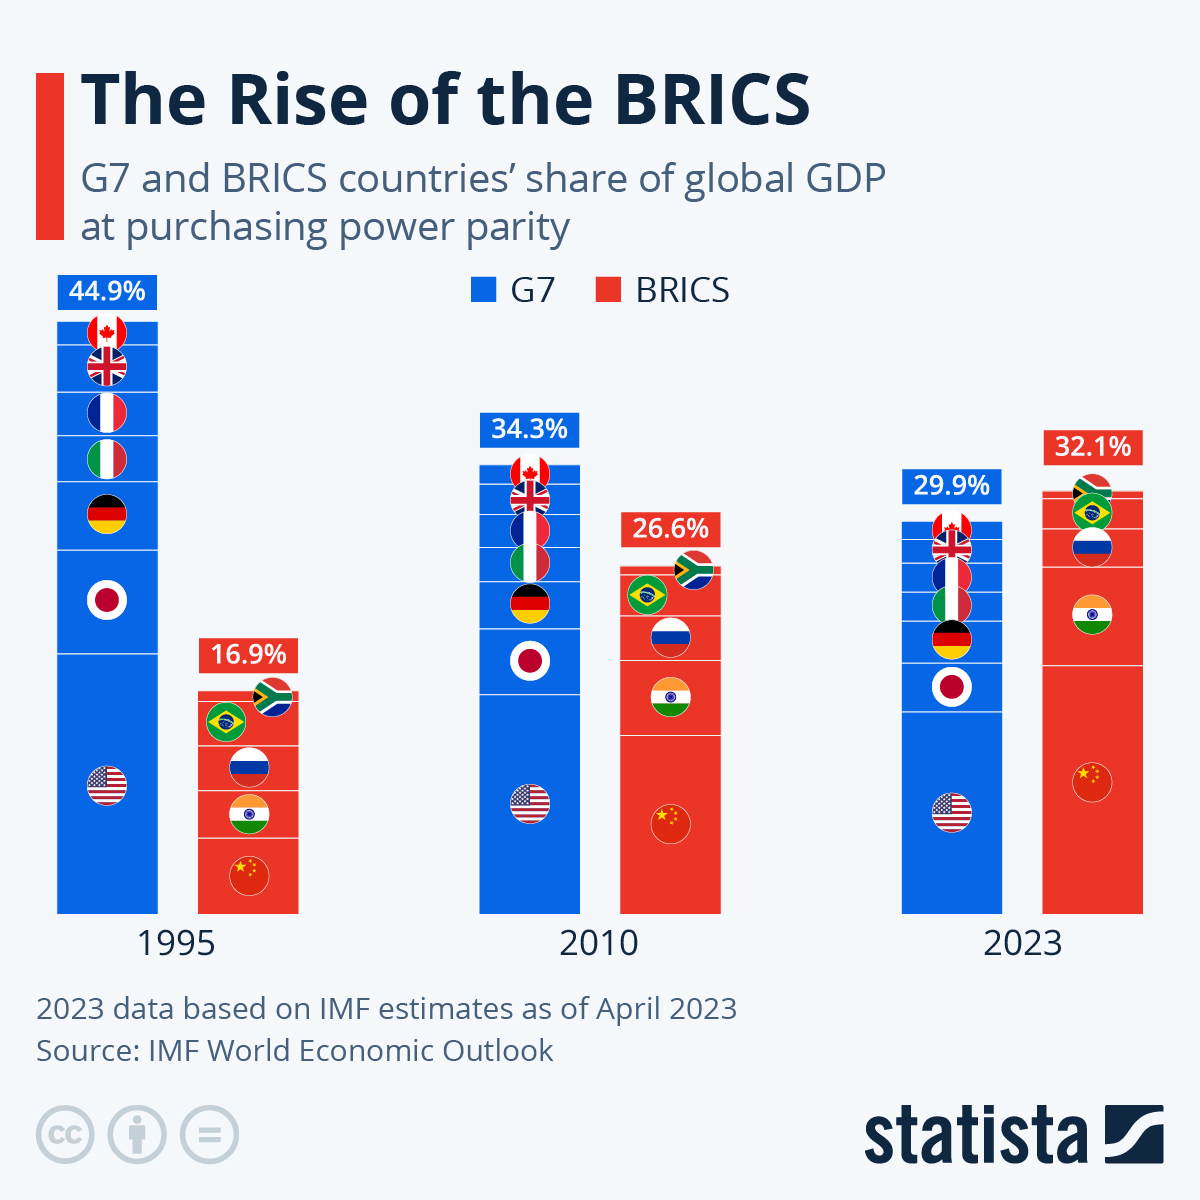 The Rise of the BRICS
G7 and BRICS countries’ share of global GDP
at purchasing power parity
G7 BRICS
44.9%
16.9%
34.3%
26.6%
29.9%
32.1%
1995 2010 2023
2023 data based on IMF estimates as of April 2023
Source: IMF World Economic Outlook
cc
statista